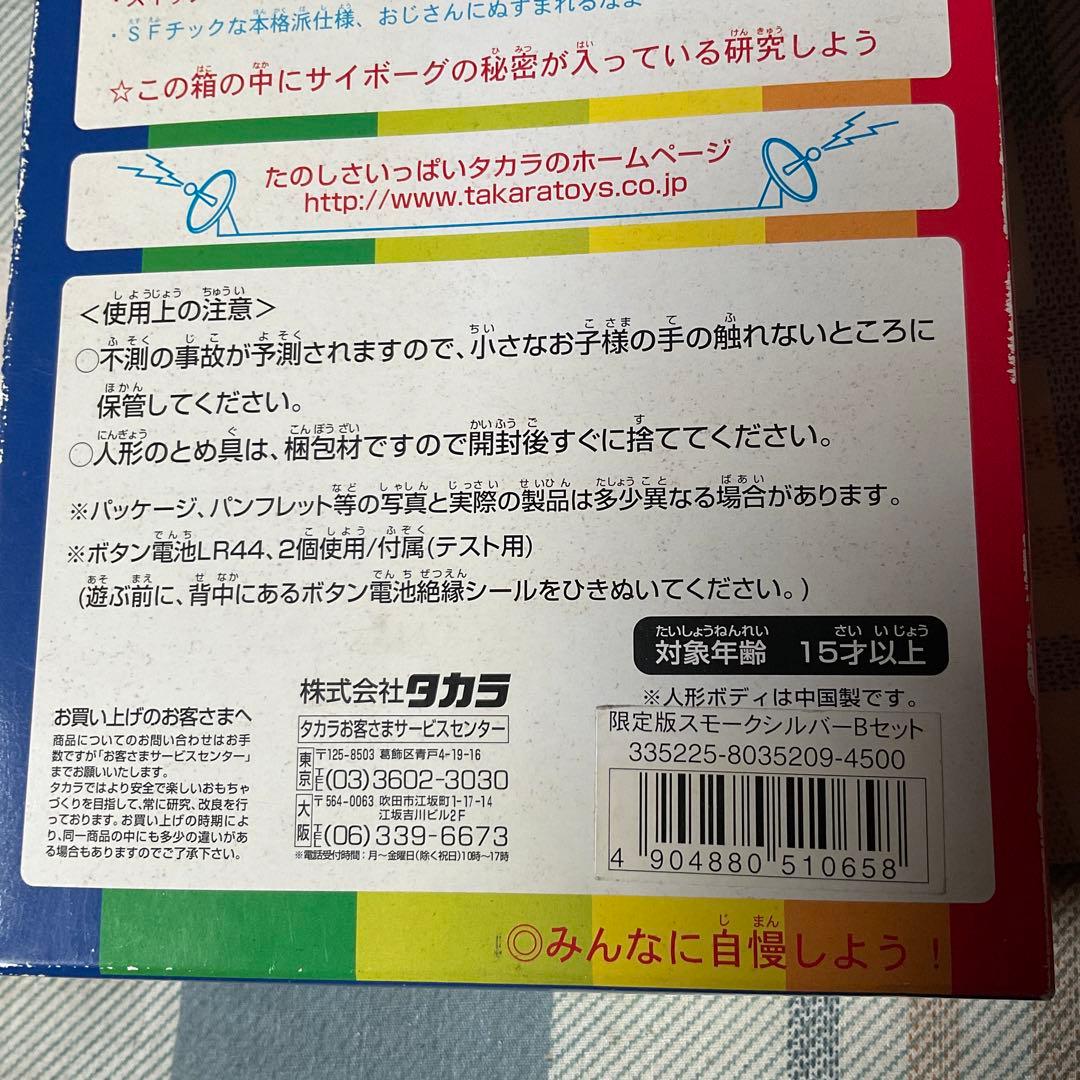 ・SFチックな本格派仕様、おじさんにぬすまれるなよ
☆この箱の中にサイボーグの秘密が入っている研究しよう
たのしさいっぱいタカラのホームページ
http://www.takaratoys.co.jp
＜使用上の注意＞
○不測の事故が予測されますので、小さなお子様の手の触れないところに
保管してください。
○人形のとめ具は、梱包材ですので開封後すぐに捨ててください。
※パッケージ、パンフレット等の写真と実際の製品は多少異なる場合があります。
※ボタン電池LR44、2個使用/付属(テスト用)
(遊ぶ前に、背中にあるボタン電池絶縁シールをひきぬいてください。)
対象年齢 15才以上
※人形ボディは中国製です。
お買い上げのお客さまへ
商品についてのお問い合わせはお手
数ですが「お客さまサービスセンター」
までお願いいたします。
タカラではより安全で楽しいおもちゃ
づくりを目指して、常に研究、改良を行
っております。お買い上げの時期によ
り、同一商品の中にも多少の違いがあ
る場合もありますのでご了承下さい。
株式会社タカラ
タカラお客さまサービスセンター
東京 〒125-8503 葛飾区青戸4-19-16
TEL(03)3602-3030
大阪 〒564-0063 吹田市江坂町1-17-14
江坂吉川ビル2F
TEL(06)339-6673
※電話受付時間：月〜金曜日(除く祝日)10時〜17時
限定版スモークシルバーBセット
335225-8035209-4500
4 904880 510658
◎みんなに自慢しよう！